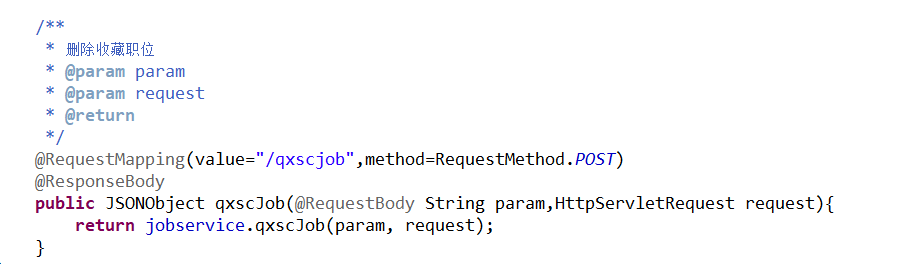 /**
 * 删除收藏职位
 * @param param
 * @param request
 * @return
 */
@RequestMapping(value="/qxscjob",method=RequestMethod.POST)
@ResponseBody
public JSONObject qxscJob(@RequestBody String param,HttpServletRequest request){
    return jobservice.qxscJob(param, request);
}